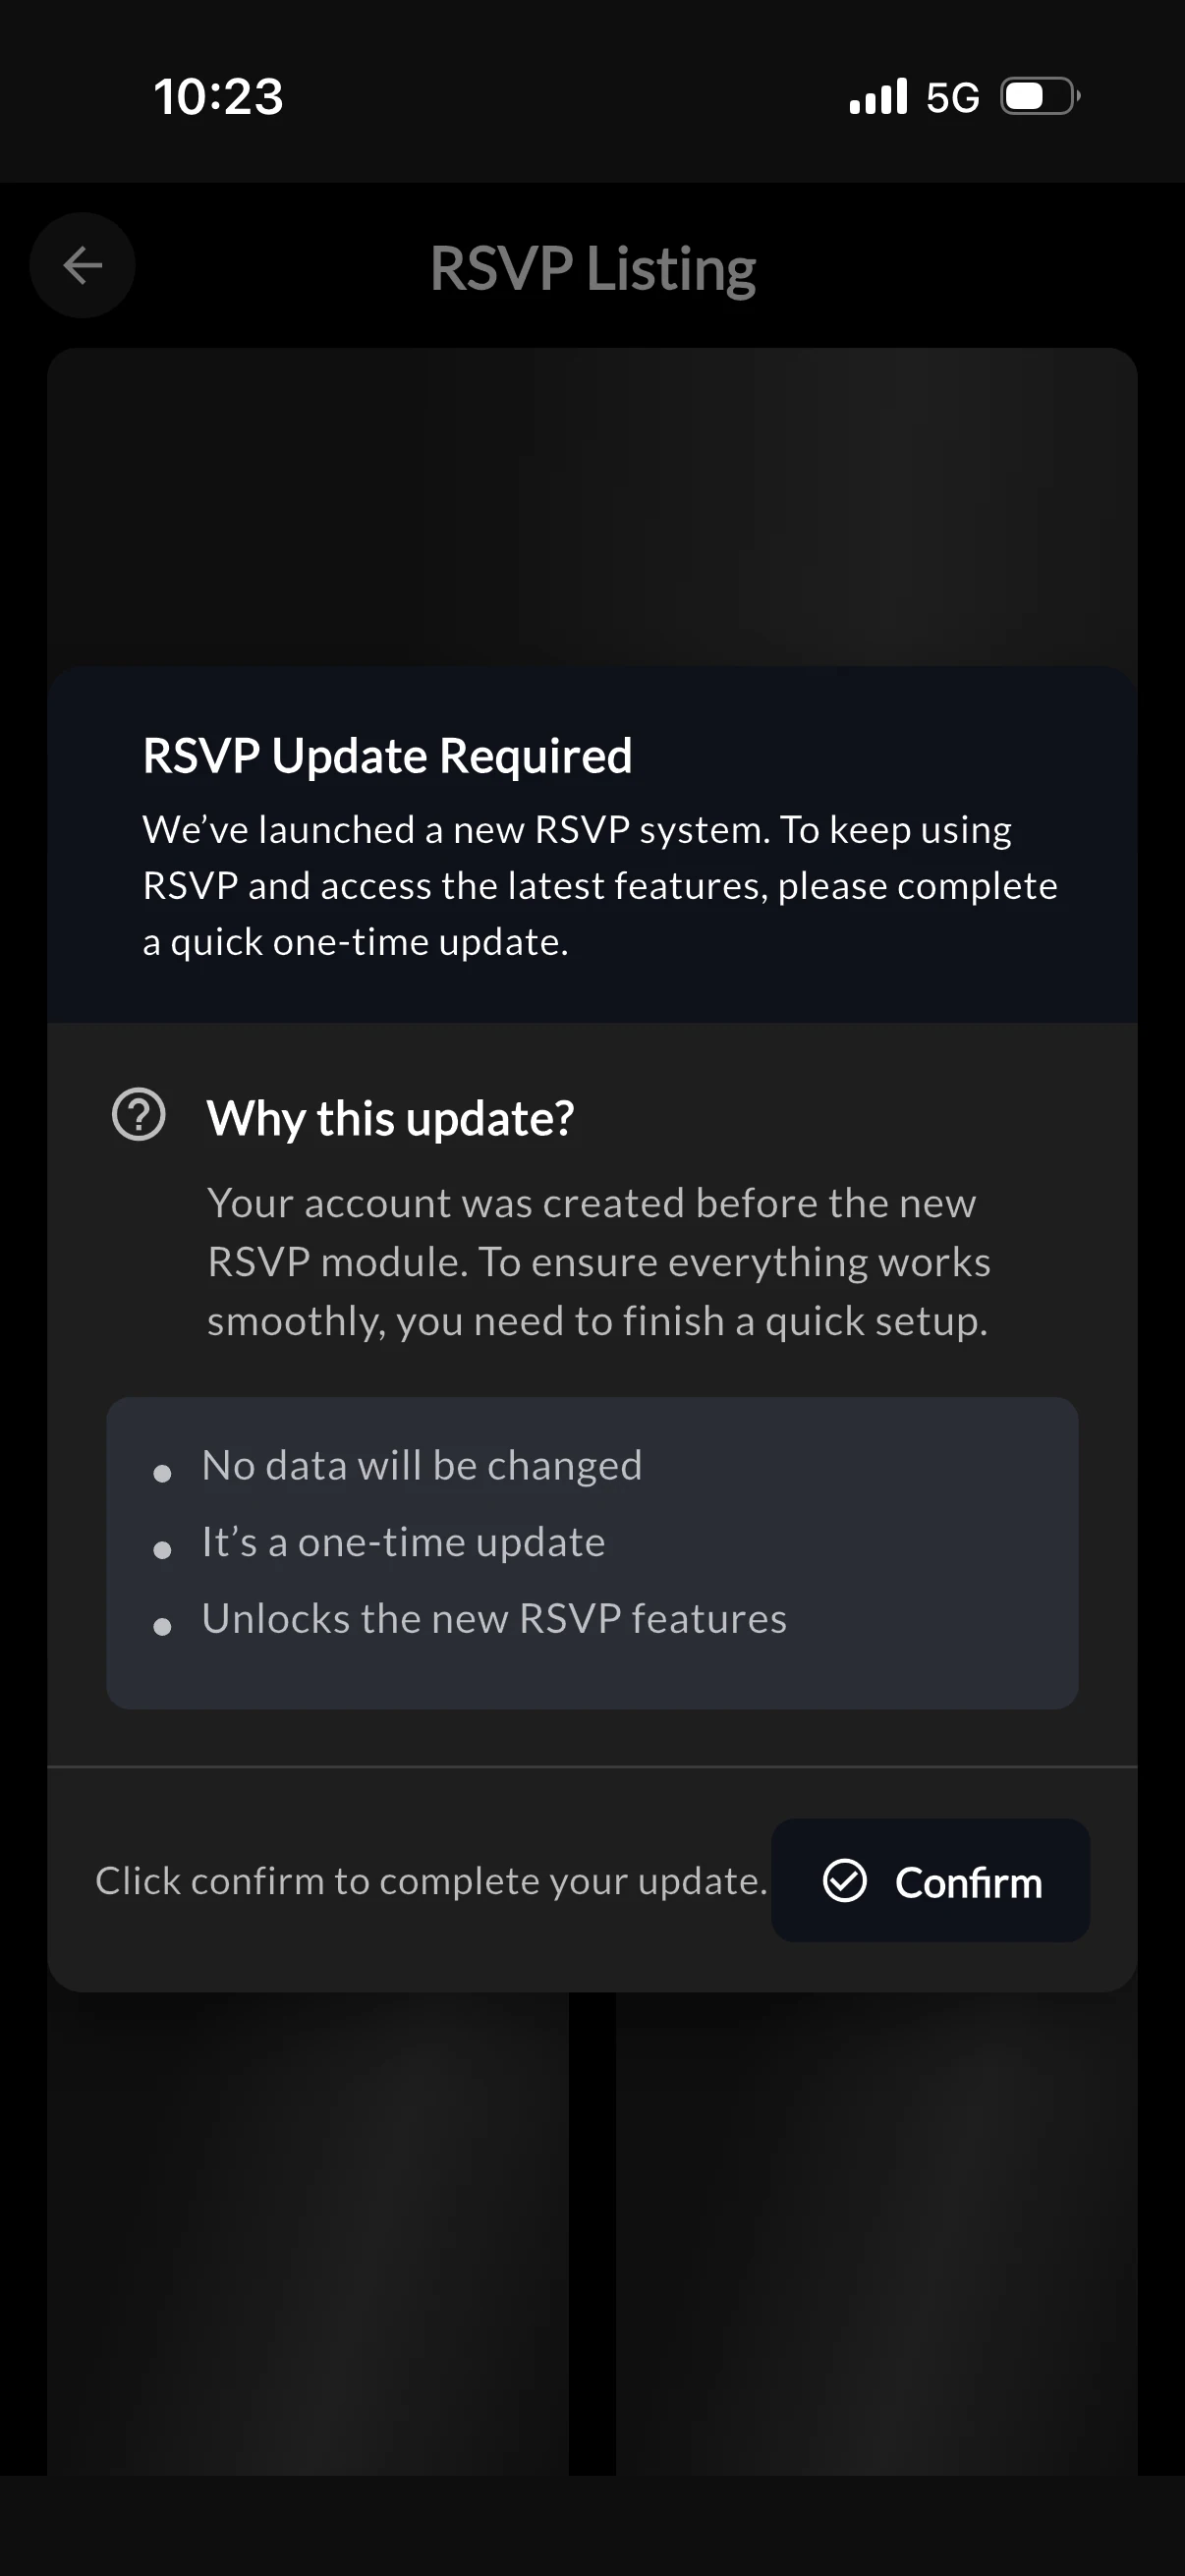 10:23
5G
RSVP Listing
RSVP Update Required
We’ve launched a new RSVP system. To keep using
RSVP and access the latest features, please complete
a quick one-time update.
Why this update?
Your account was created before the new
RSVP module. To ensure everything works
smoothly, you need to finish a quick setup.
No data will be changed
It’s a one-time update
Unlocks the new RSVP features
Click confirm to complete your update.
Confirm